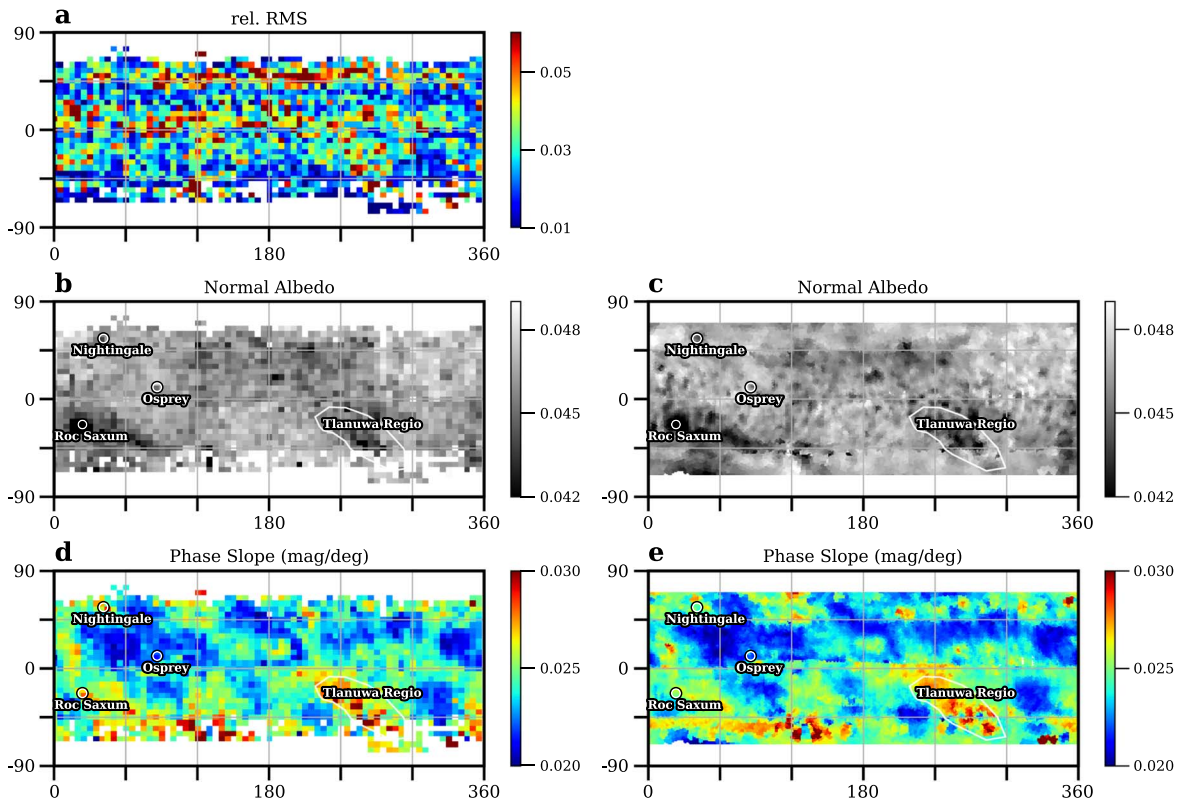 a
rel. RMS
90
0
-90
0
180
360
0.05
0.03
0.01
b
Normal Albedo
90
0
-90
0
180
360
Nightingale
Osprey
Roc Saxum
Tlanuwa Regio
0.048
0.045
0.042
c
Normal Albedo
90
0
-90
0
180
360
Nightingale
Osprey
Roc Saxum
Tlanuwa Regio
0.048
0.045
0.042
d
Phase Slope (mag/deg)
90
0
-90
0
180
360
Nightingale
Osprey
Roc Saxum
Tlanuwa Regio
0.030
0.025
0.020
e
Phase Slope (mag/deg)
90
0
-90
0
180
360
Nightingale
Osprey
Roc Saxum
Tlanuwa Regio
0.030
0.025
0.020